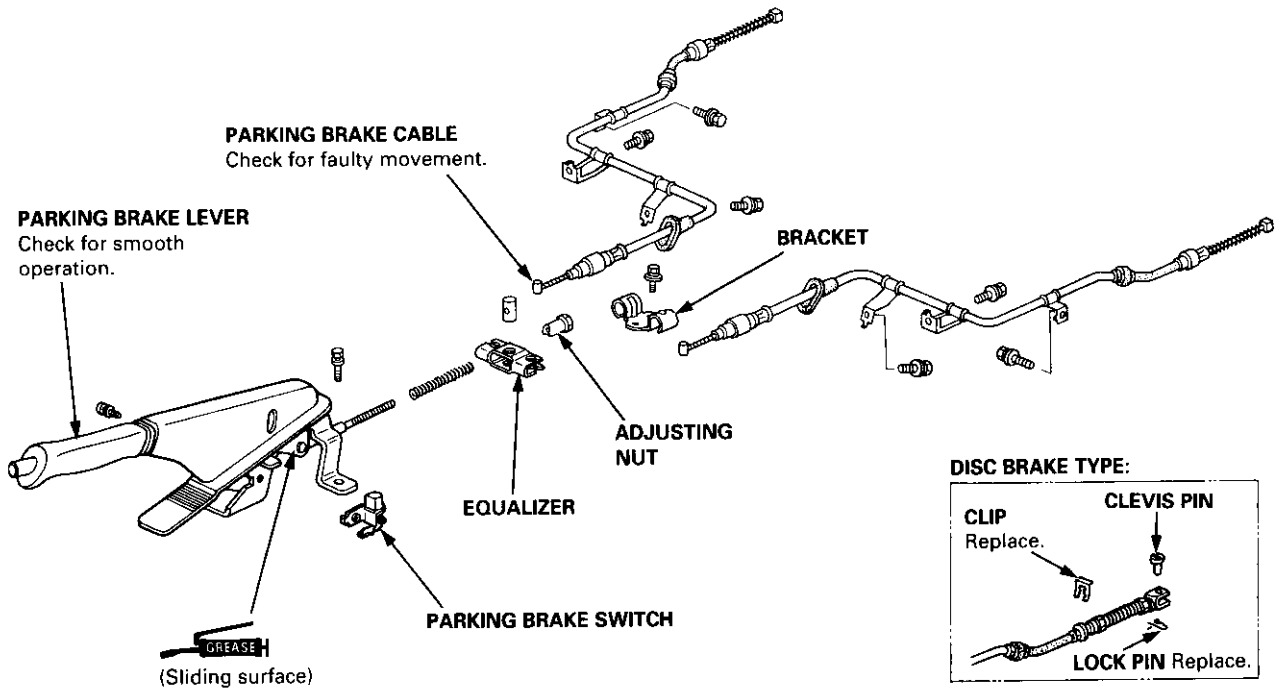 PARKING BRAKE CABLE
Check for faulty movement.
PARKING BRAKE LEVER
Check for smooth
operation.
BRACKET
ADJUSTING
NUT
EQUALIZER
PARKING BRAKE SWITCH
GREASE
(Sliding surface)
DISC BRAKE TYPE:
CLEVIS PIN
CLIP
Replace.
LOCK PIN Replace.